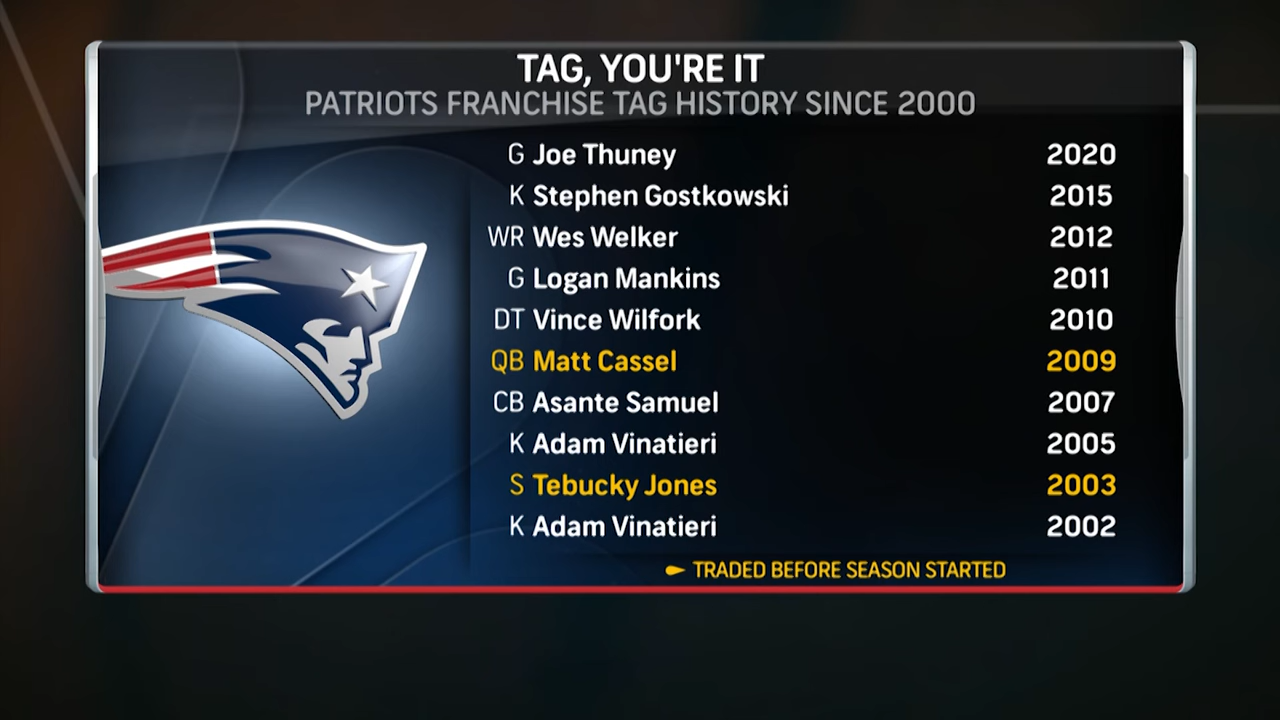 TAG, YOU'RE IT
PATRIOTS FRANCHISE TAG HISTORY SINCE 2000
G Joe Thuney 2020
K Stephen Gostkowski 2015
WR Wes Welker 2012
G Logan Mankins 2011
DT Vince Wilfork 2010
QB Matt Cassel 2009
CB Asante Samuel 2007
K Adam Vinatieri 2005
S Tebucky Jones 2003
K Adam Vinatieri 2002
TRADED BEFORE SEASON STARTED